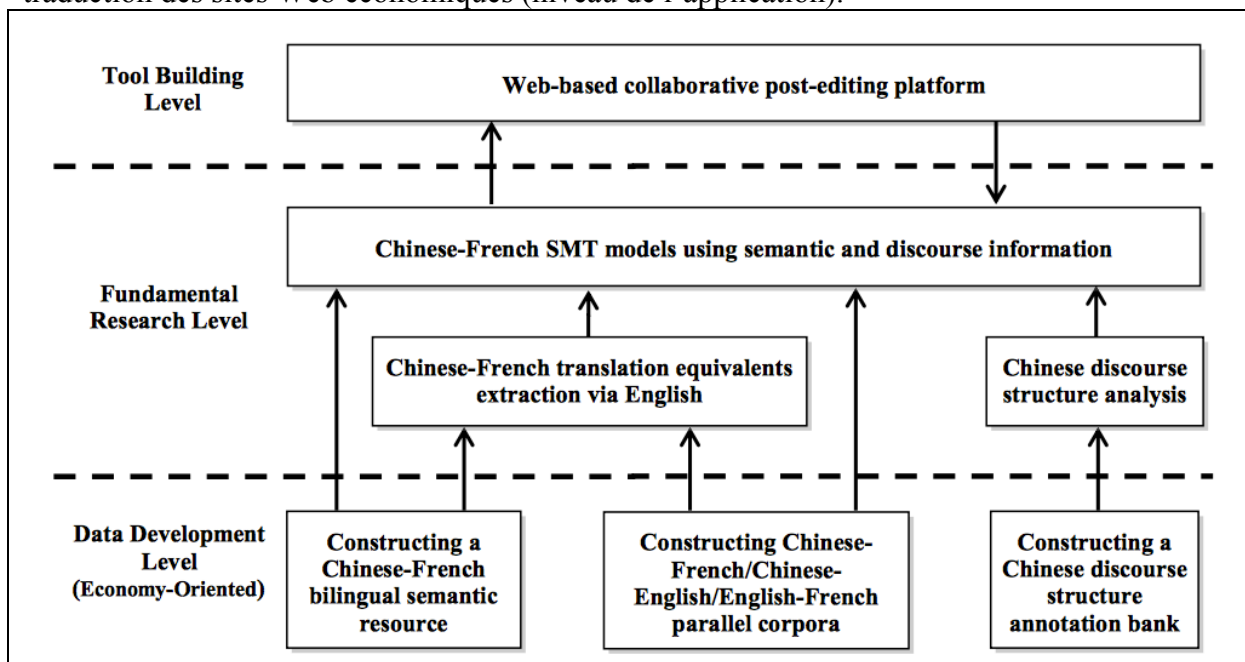 traduction des sites Web économiques (niveau de l'application).
Tool Building
Level
Web-based collaborative post-editing platform
Chinese-French SMT models using semantic and discourse information
Fundamental
Research Level
Chinese-French translation equivalents
extraction via English
Chinese discourse
structure analysis
Data Development
Level
(Economy-Oriented)
Constructing a
Chinese-French
bilingual semantic
resource
Constructing Chinese-
French/Chinese-
English/English-French
parallel corpora
Constructing a
Chinese discourse
structure
annotation bank